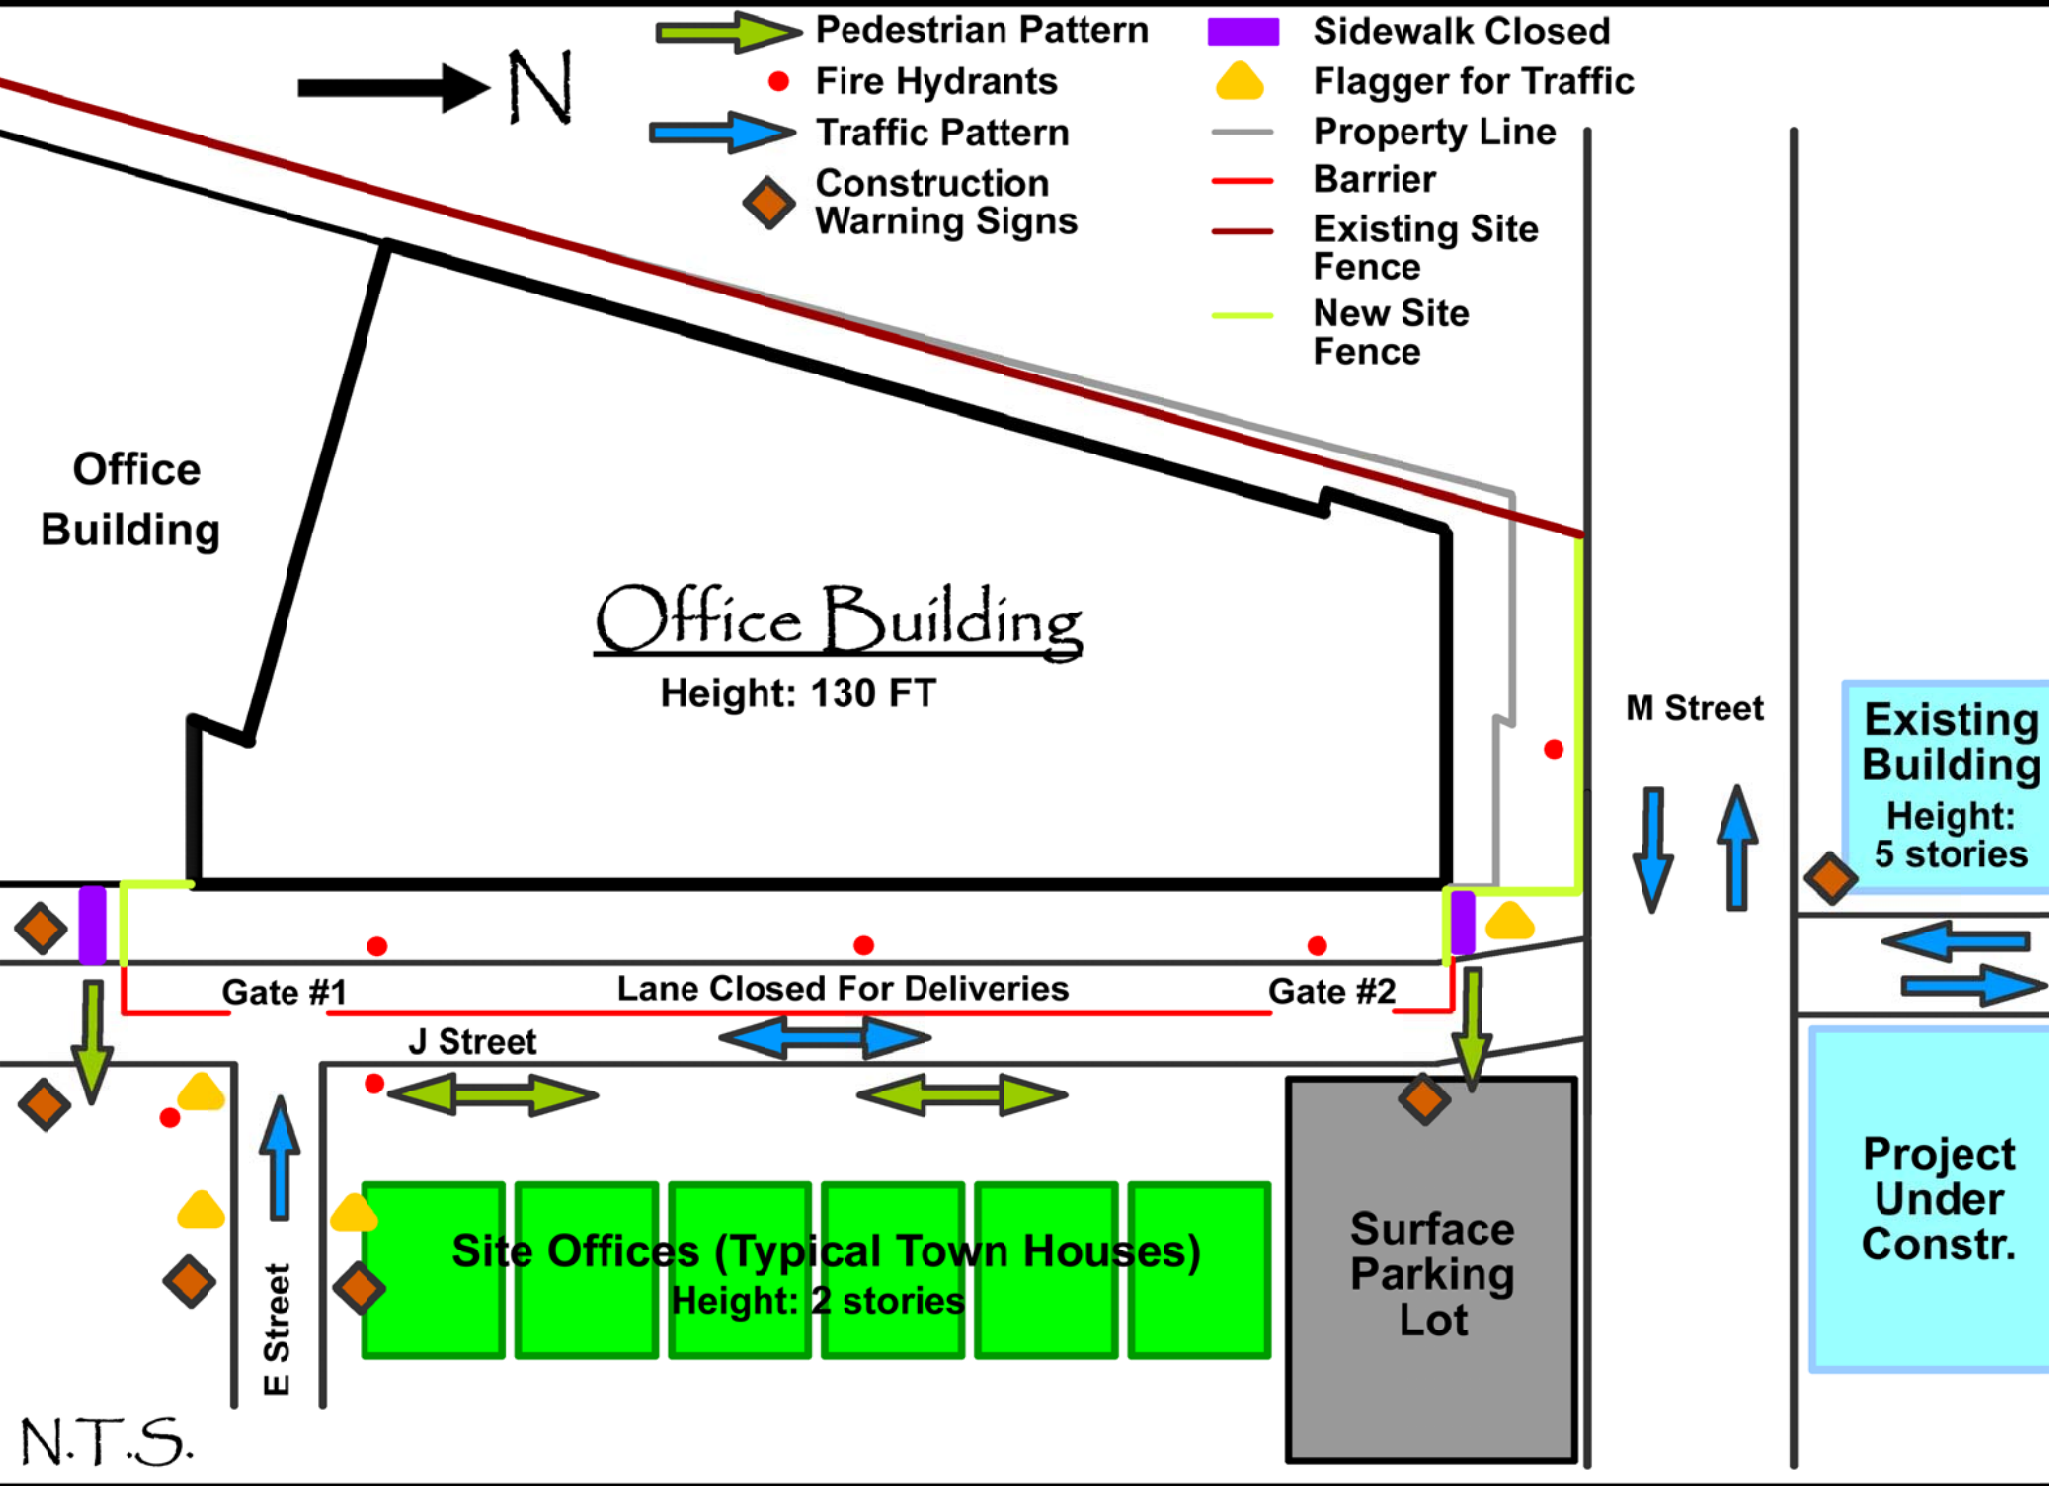 N
Pedestrian Pattern
Fire Hydrants
Traffic Pattern
Construction
Warning Signs
Sidewalk Closed
Flagger for Traffic
Property Line
Barrier
Existing Site
Fence
New Site
Fence
Office
Building
Office Building
Height: 130 FT
M Street
Existing
Building
Height:
5 stories
Gate #1
Lane Closed For Deliveries
Gate #2
J Street
E Street
Site Offices (Typical Town Houses)
Height: 2 stories
Surface
Parking
Lot
Project
Under
Constr.
N.T.S.